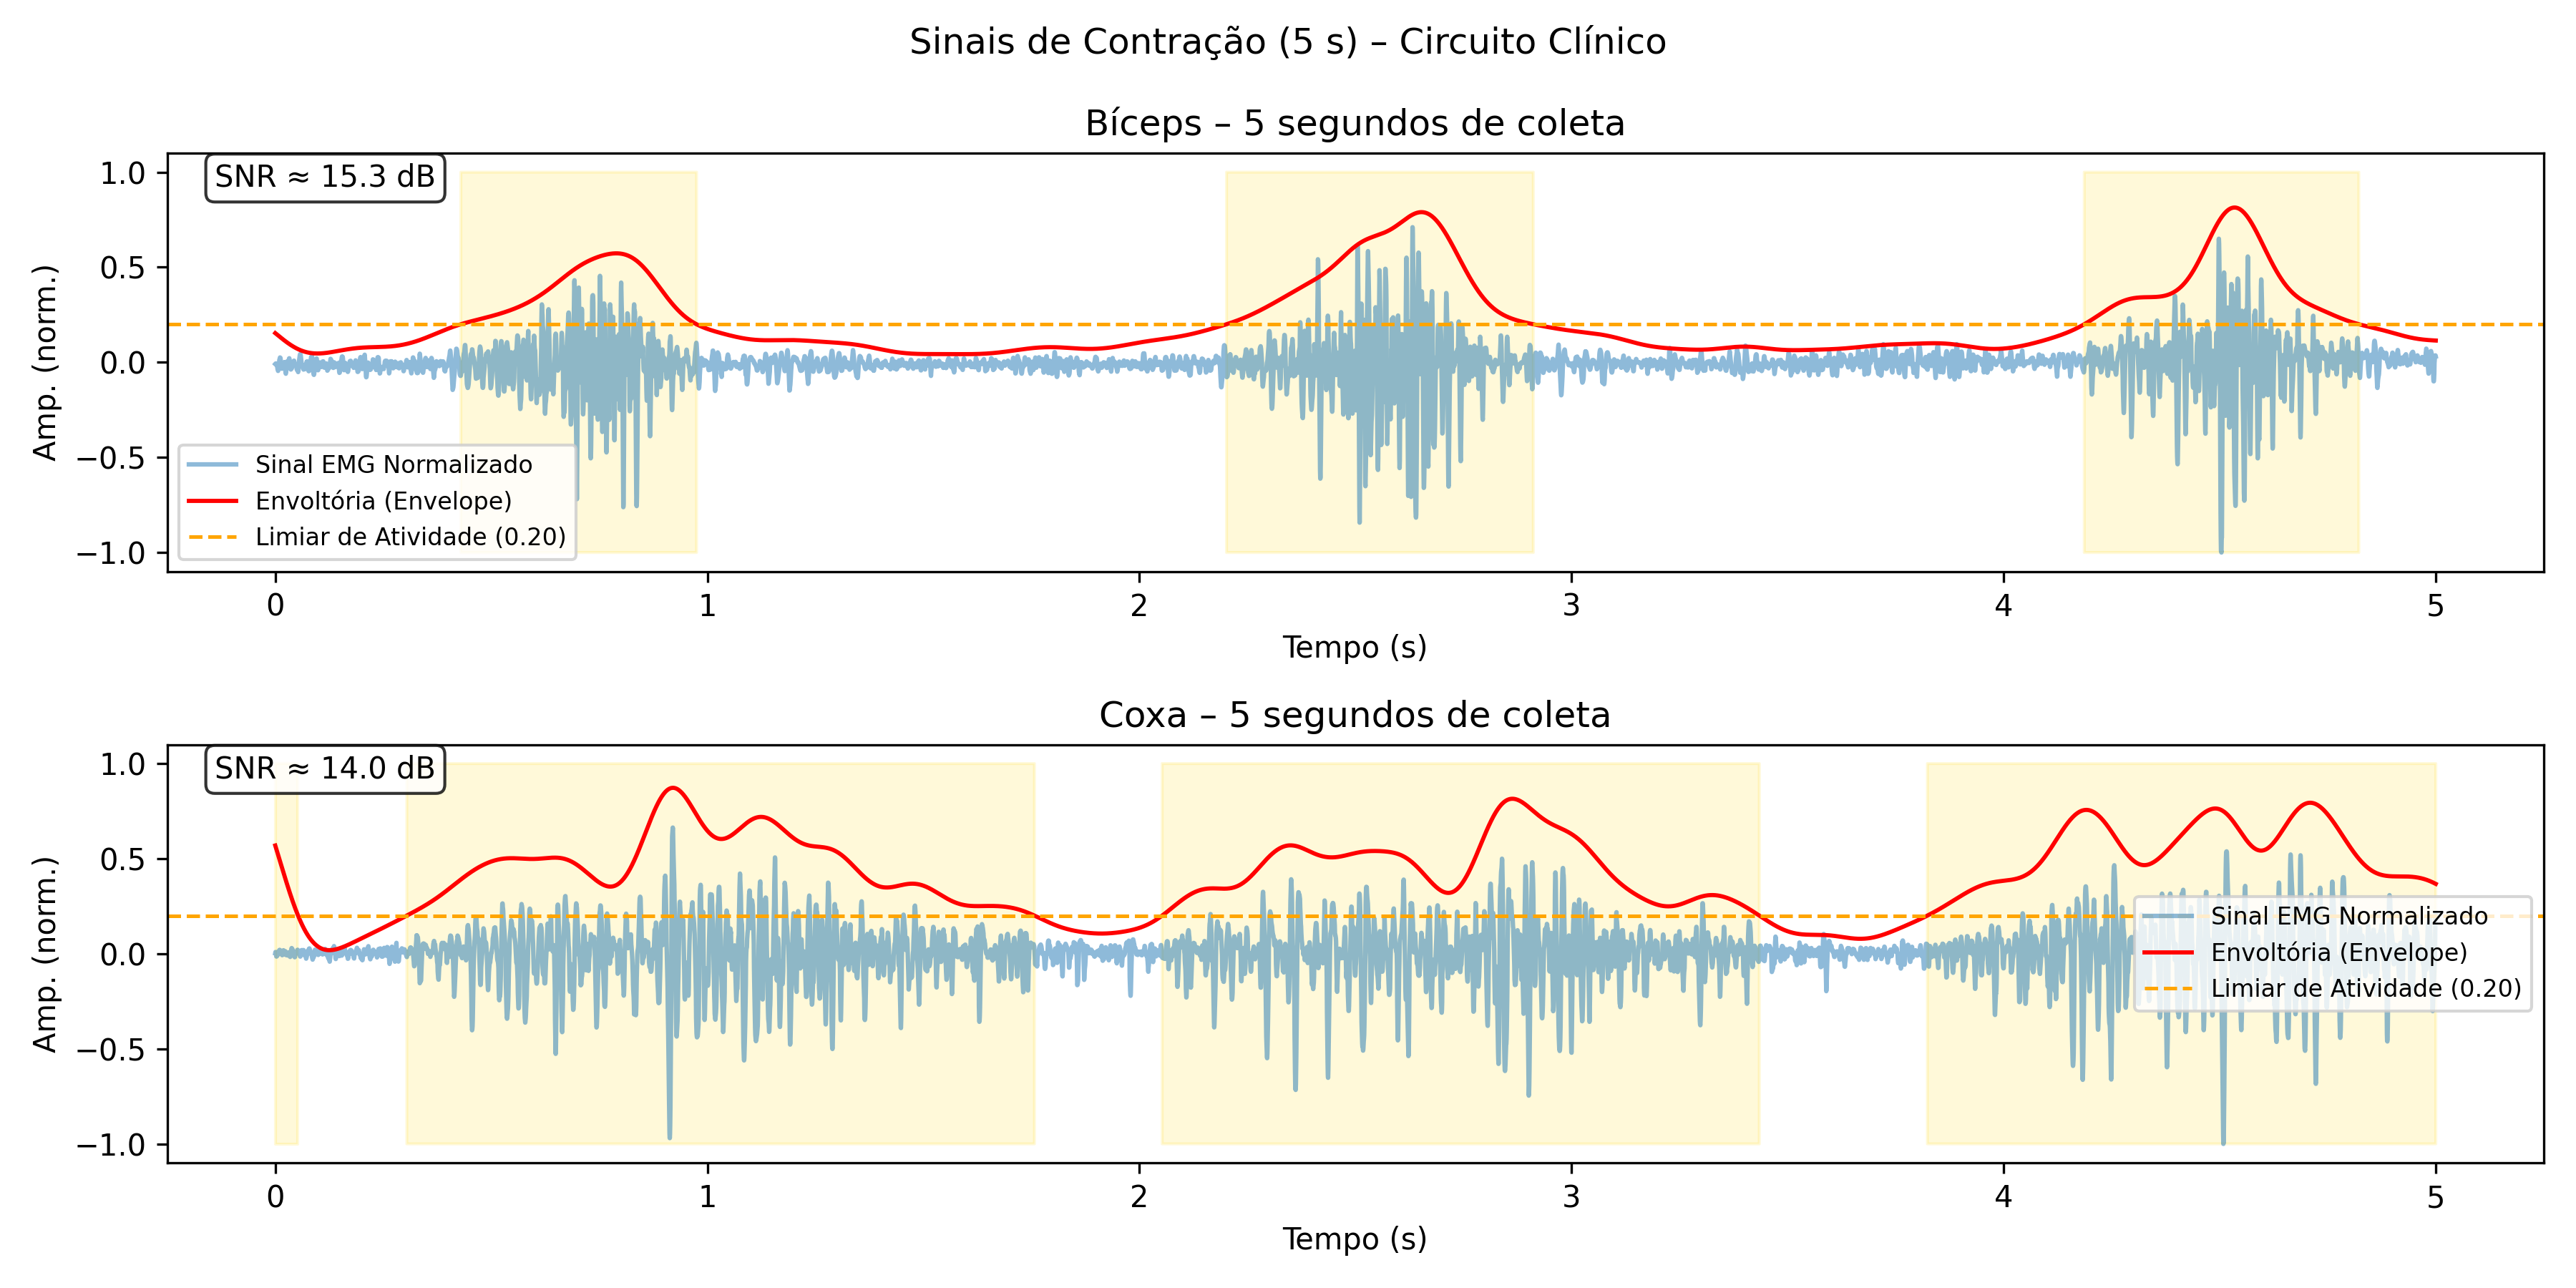 Sinais de Contração (5 s) – Circuito Clínico
Bíceps – 5 segundos de coleta
SNR ≈ 15.3 dB
1.0
0.5
0.0
−0.5
−1.0
Amp. (norm.)
Sinal EMG Normalizado
Envoltória (Envelope)
Limiar de Atividade (0.20)
0 1 2 3 4 5
Tempo (s)
Coxa – 5 segundos de coleta
SNR ≈ 14.0 dB
1.0
0.5
0.0
−0.5
−1.0
Amp. (norm.)
Sinal EMG Normalizado
Envoltória (Envelope)
Limiar de Atividade (0.20)
0 1 2 3 4 5
Tempo (s)